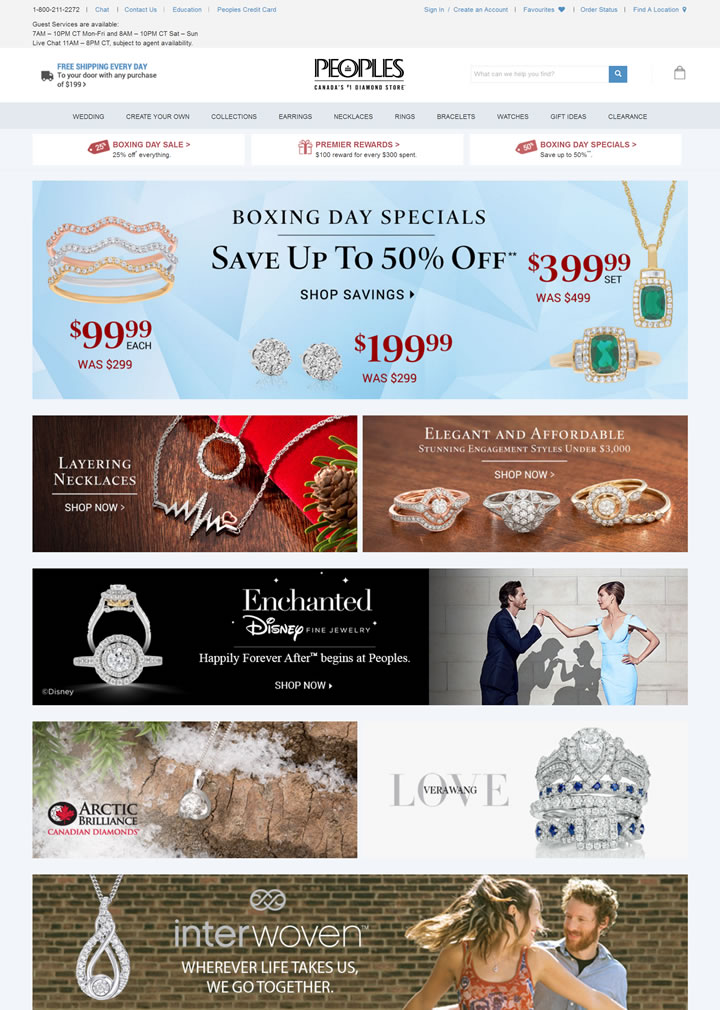 1-800-211-2272 | Chat | Contact Us | Education | Peoples Credit Card
Sign In / Create an Account | Favourites | Order Status | Find A Location
Guest Services are available:
7AM – 10PM CT Mon-Fri and 8AM – 10PM CT Sat – Sun
Live Chat 11AM – 8PM CT, subject to agent availability.
FREE SHIPPING EVERY DAY
To your door with any purchase
of $199 >
PEOPLES
CANADA'S #1 DIAMOND STORE
What can we help you find?
WEDDING CREATE YOUR OWN COLLECTIONS EARRINGS NECKLACES RINGS BRACELETS WATCHES GIFT IDEAS CLEARANCE
25%
BOXING DAY SALE >
25% off* everything.
PREMIER REWARDS >
$100 reward for every $300 spent.
50%
BOXING DAY SPECIALS >
Save up to 50%**.
BOXING DAY SPECIALS
SAVE UP TO 50% OFF**
SHOP SAVINGS
$99.99
EACH
WAS $299
$199.99
WAS $299
$399.99
SET
WAS $499
LAYERING
NECKLACES
SHOP NOW >
ELEGANT AND AFFORDABLE
STUNNING ENGAGEMENT STYLES UNDER $3,000
SHOP NOW >
Enchanted
Disney FINE JEWELRY
Happily Forever After™ begins at Peoples.
SHOP NOW
©Disney
ARCTIC
BRILLIANCE
CANADIAN DIAMONDS
LOVE
VERAWANG
interwoven™
WHEREVER LIFE TAKES US,
WE GO TOGETHER.